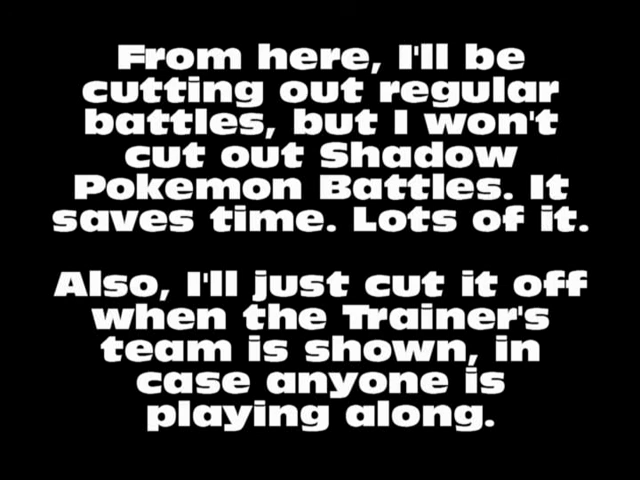 From here, I'll be
cutting out regular
battles, but I won't
cut out Shadow
Pokemon Battles. It
saves time. Lots of it.
Also, I'll just cut it off
when the Trainer's
team is shown, in
case anyone is
playing along.